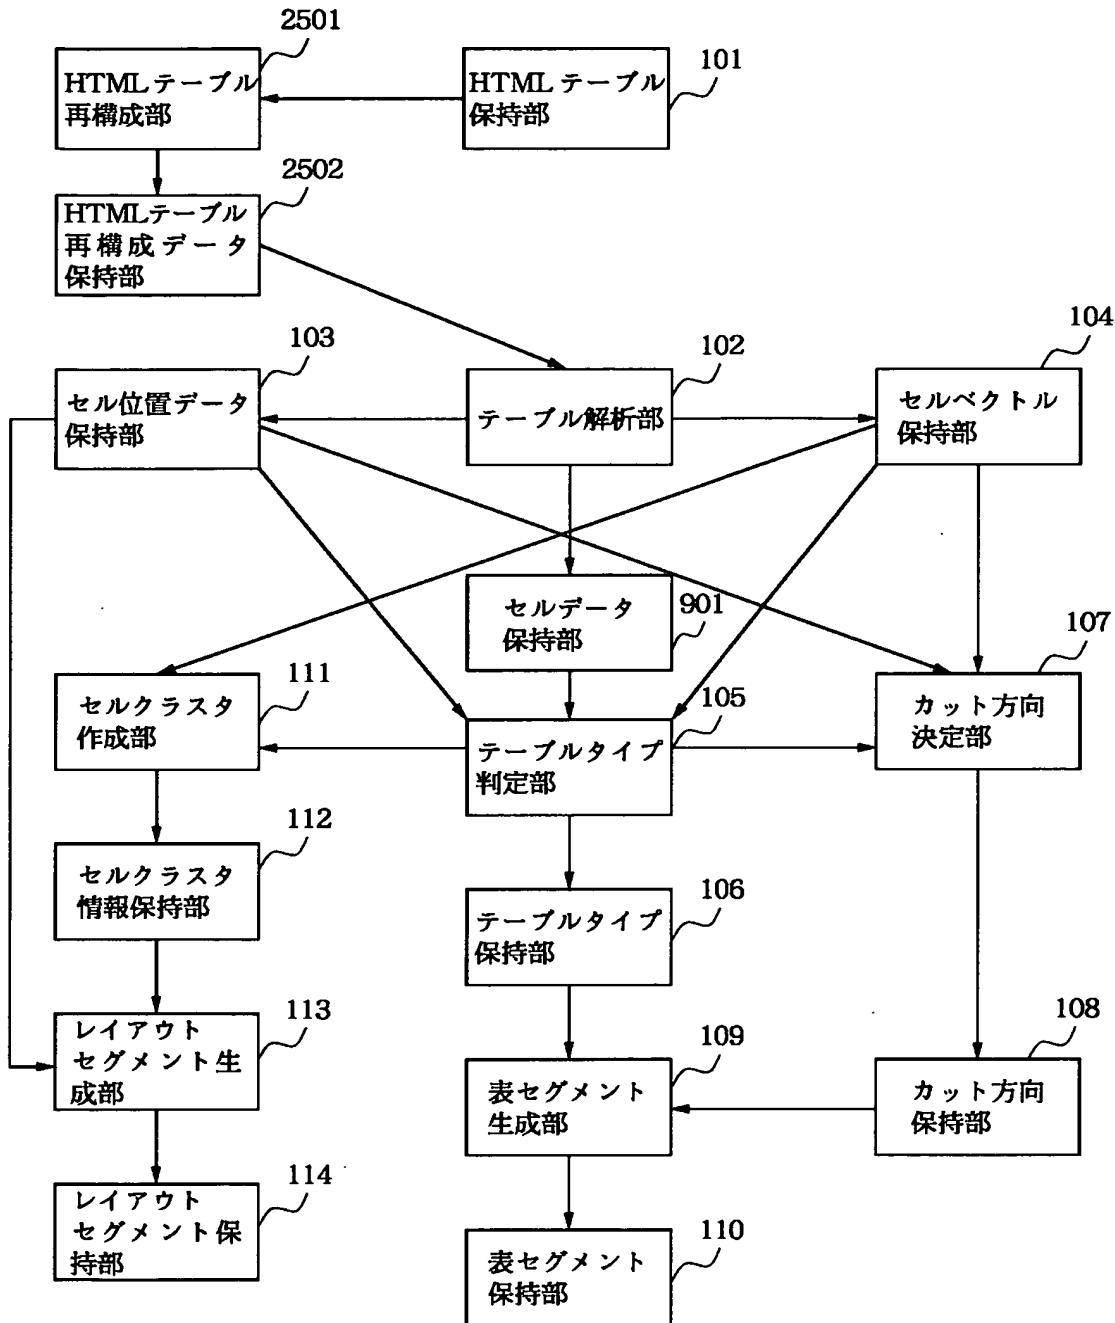 2501
HTMLテーブル
再構成部
101
HTMLテーブル
保持部
2502
HTMLテーブル
再構成データ
保持部
103
セル位置データ
保持部
102
テーブル解析部
104
セルベクトル
保持部
901
セルデータ
保持部
111
セルクラスタ
作成部
105
テーブルタイプ
判定部
107
カット方向
決定部
112
セルクラスタ
情報保持部
106
テーブルタイプ
保持部
113
レイアウト
セグメント生
成部
109
表セグメント
生成部
108
カット方向
保持部
114
レイアウト
セグメント保
持部
110
表セグメント
保持部